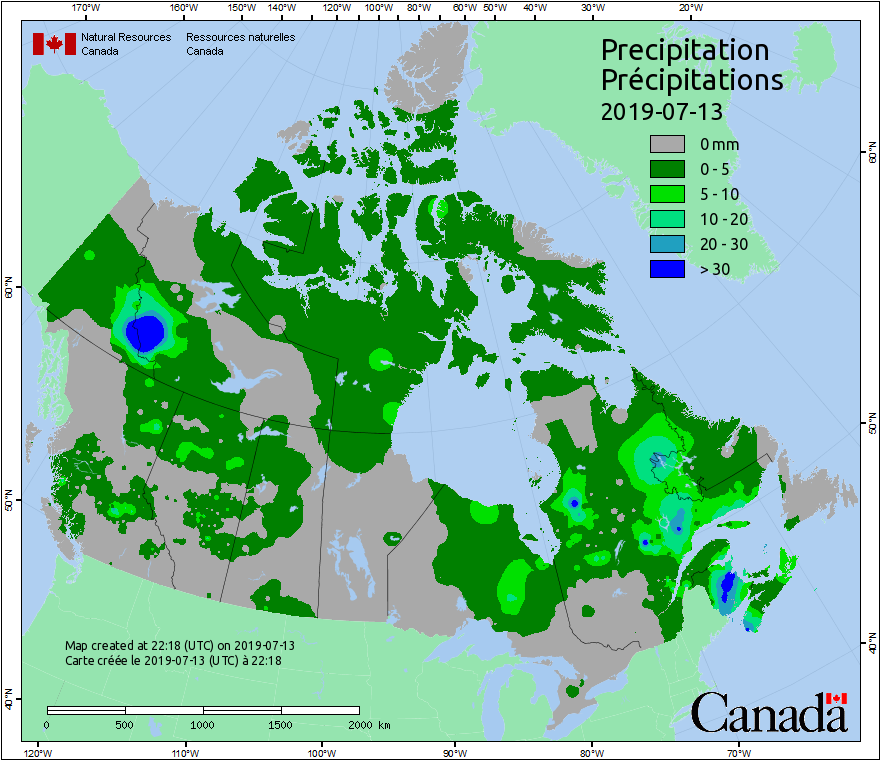 170°W 160°W 150°W 140°W 130°W 120°W 110°W 100°W 90°W 80°W 60°W 50°W 40°W 30°W 20°W
Natural Resources Ressources naturelles
Canada Canada
Precipitation
Précipitations
2019-07-13
0 mm
0 - 5
5 - 10
10 - 20
20 - 30
> 30
60°N
60°N
50°N
50°N
40°N
40°N
Map created at 22:18 (UTC) on 2019-07-13
Carte créée le 2019-07-13 (UTC) à 22:18
0 500 1000 1500 2000 km
Canada
120°W 110°W 100°W 90°W 80°W 70°W